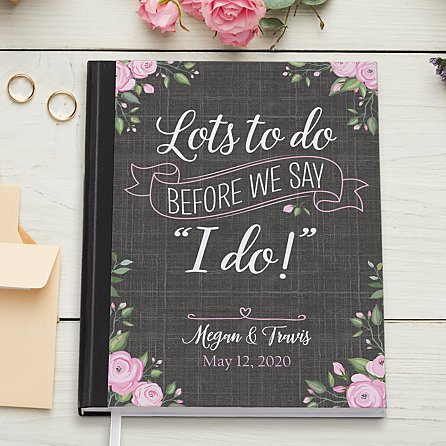 Lots to do
BEFORE WE SAY
"I do!"
Megan & Travis
May 12, 2020